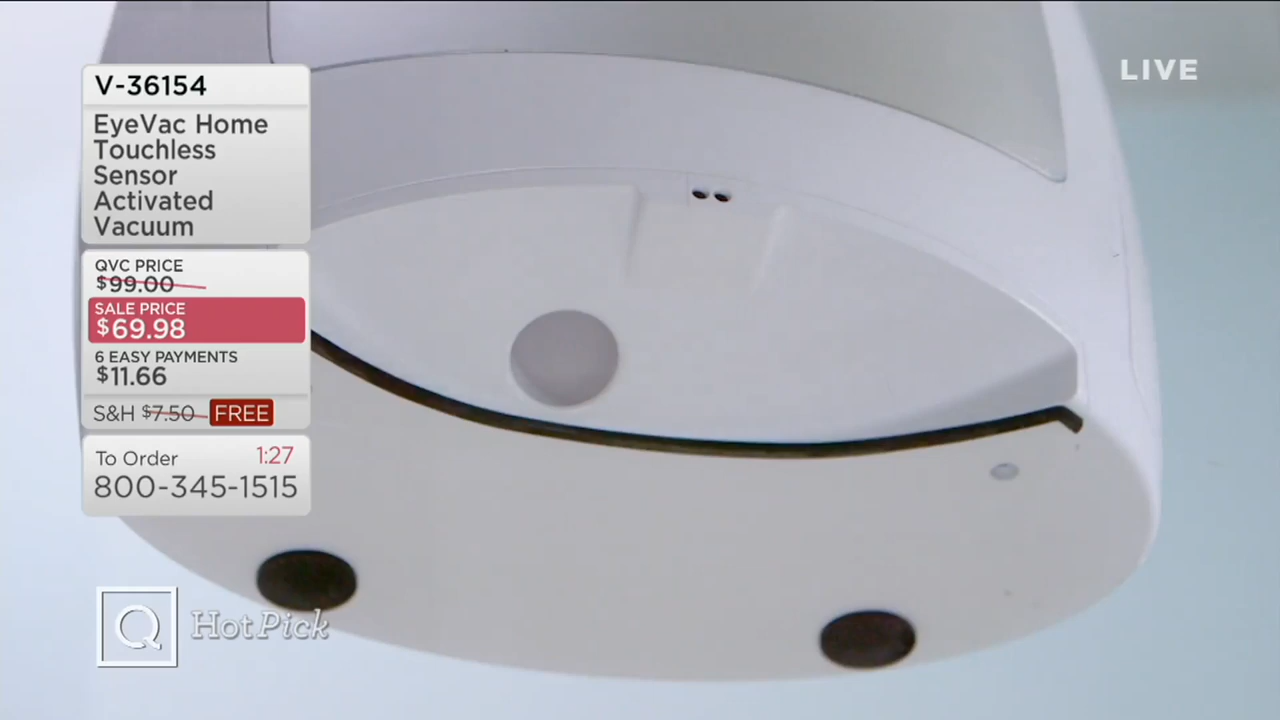 V-36154
EyeVac Home
Touchless
Sensor
Activated
Vacuum
QVC PRICE
$99.00
SALE PRICE
$69.98
6 EASY PAYMENTS
$11.66
S&H $7.50 FREE
To Order 1:27
800-345-1515
Q HotPick
LIVE